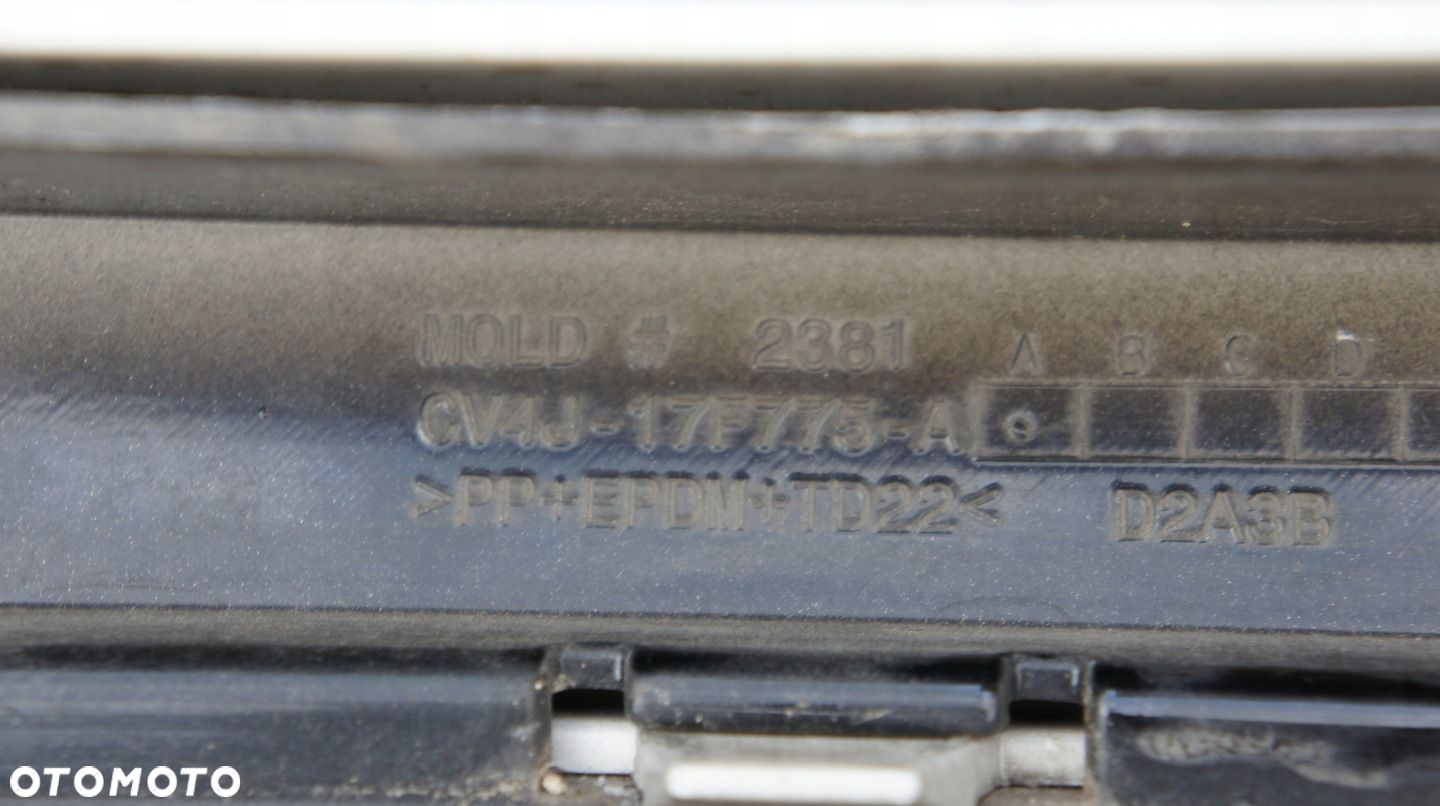 MOLD # 2381 A B C D
CV4J-17F775-A
>PP+EPDM+TD22< D2A3B
OTOMOTO